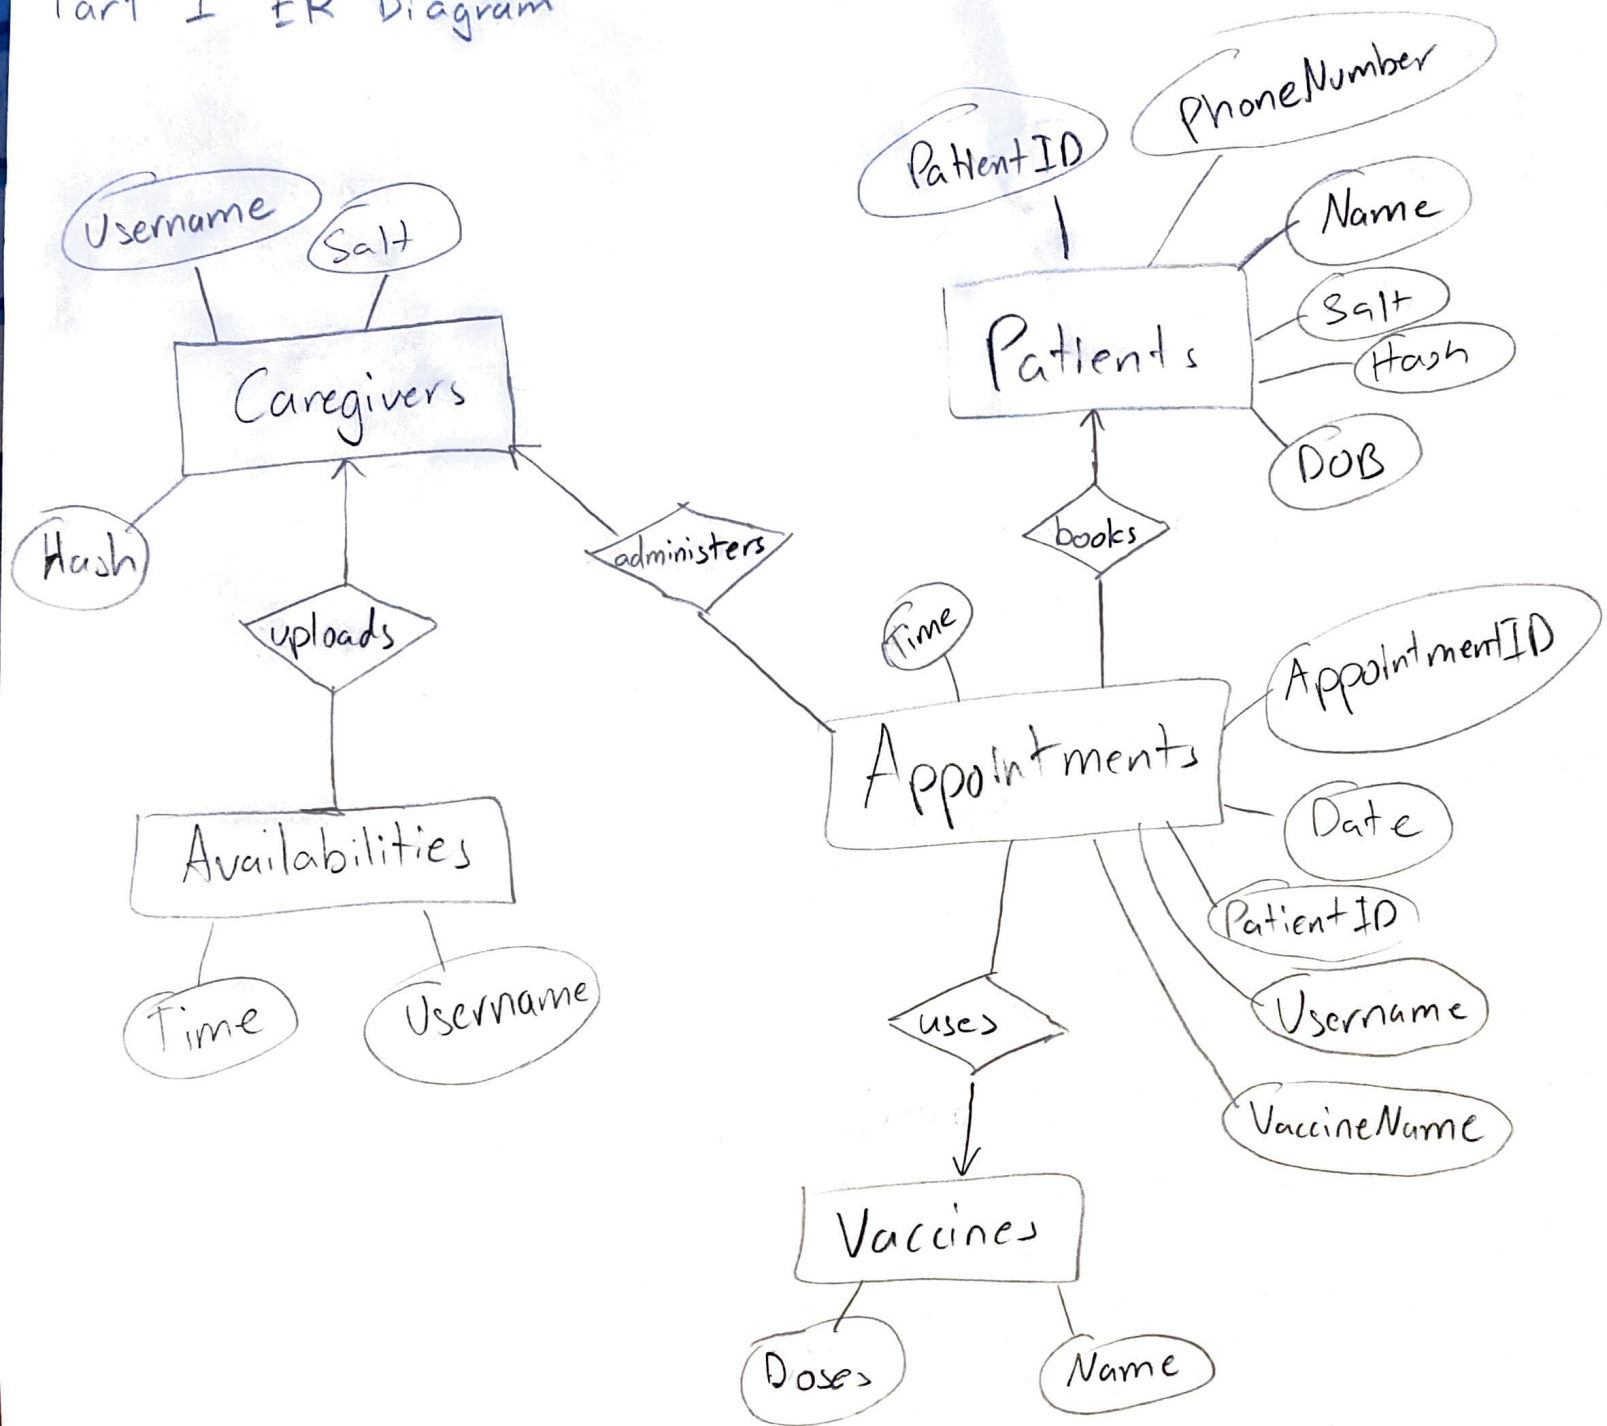 Part I ER Diagram
PhoneNumber
PatientID
Name
Username
Salt
Salt
Patients
Hash
Caregivers
DOB
Hash
administers
books
uploads
Time
AppointmentID
Appointments
Date
Availabilities
PatientID
Time
Username
uses
Username
VaccineName
Vaccines
Doses
Name